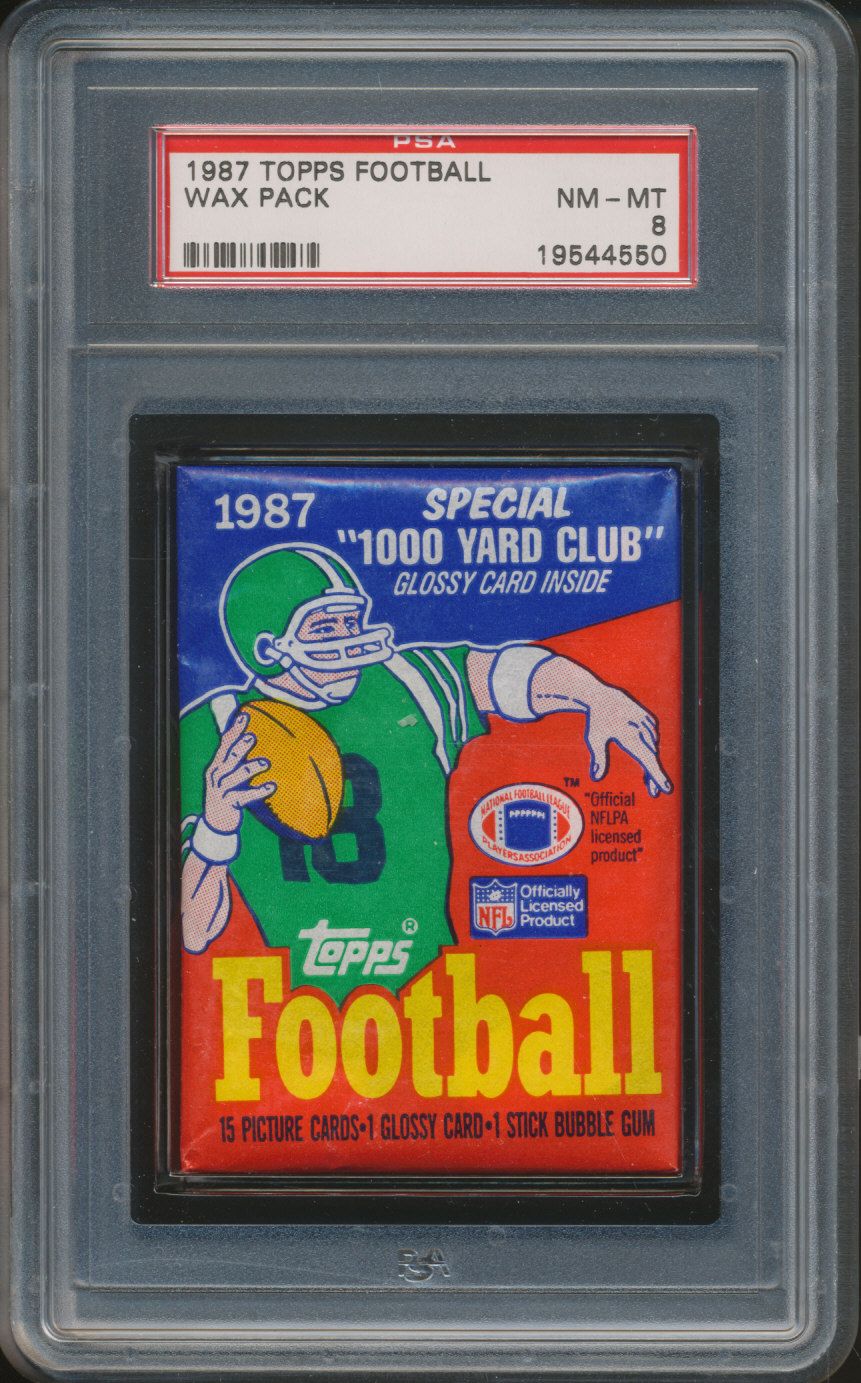 PSA
1987 TOPPS FOOTBALL
WAX PACK
NM - MT
8
19544550
1987
SPECIAL
"1000 YARD CLUB"
GLOSSY CARD INSIDE
18
TM
NATIONAL FOOTBALL LEAGUE
PLAYERS ASSOCIATION
"Official
NFLPA
licensed
product"
NFL
Officially
Licensed
Product
TOPPS®
Football
15 PICTURE CARDS•1 GLOSSY CARD•1 STICK BUBBLE GUM
PSA